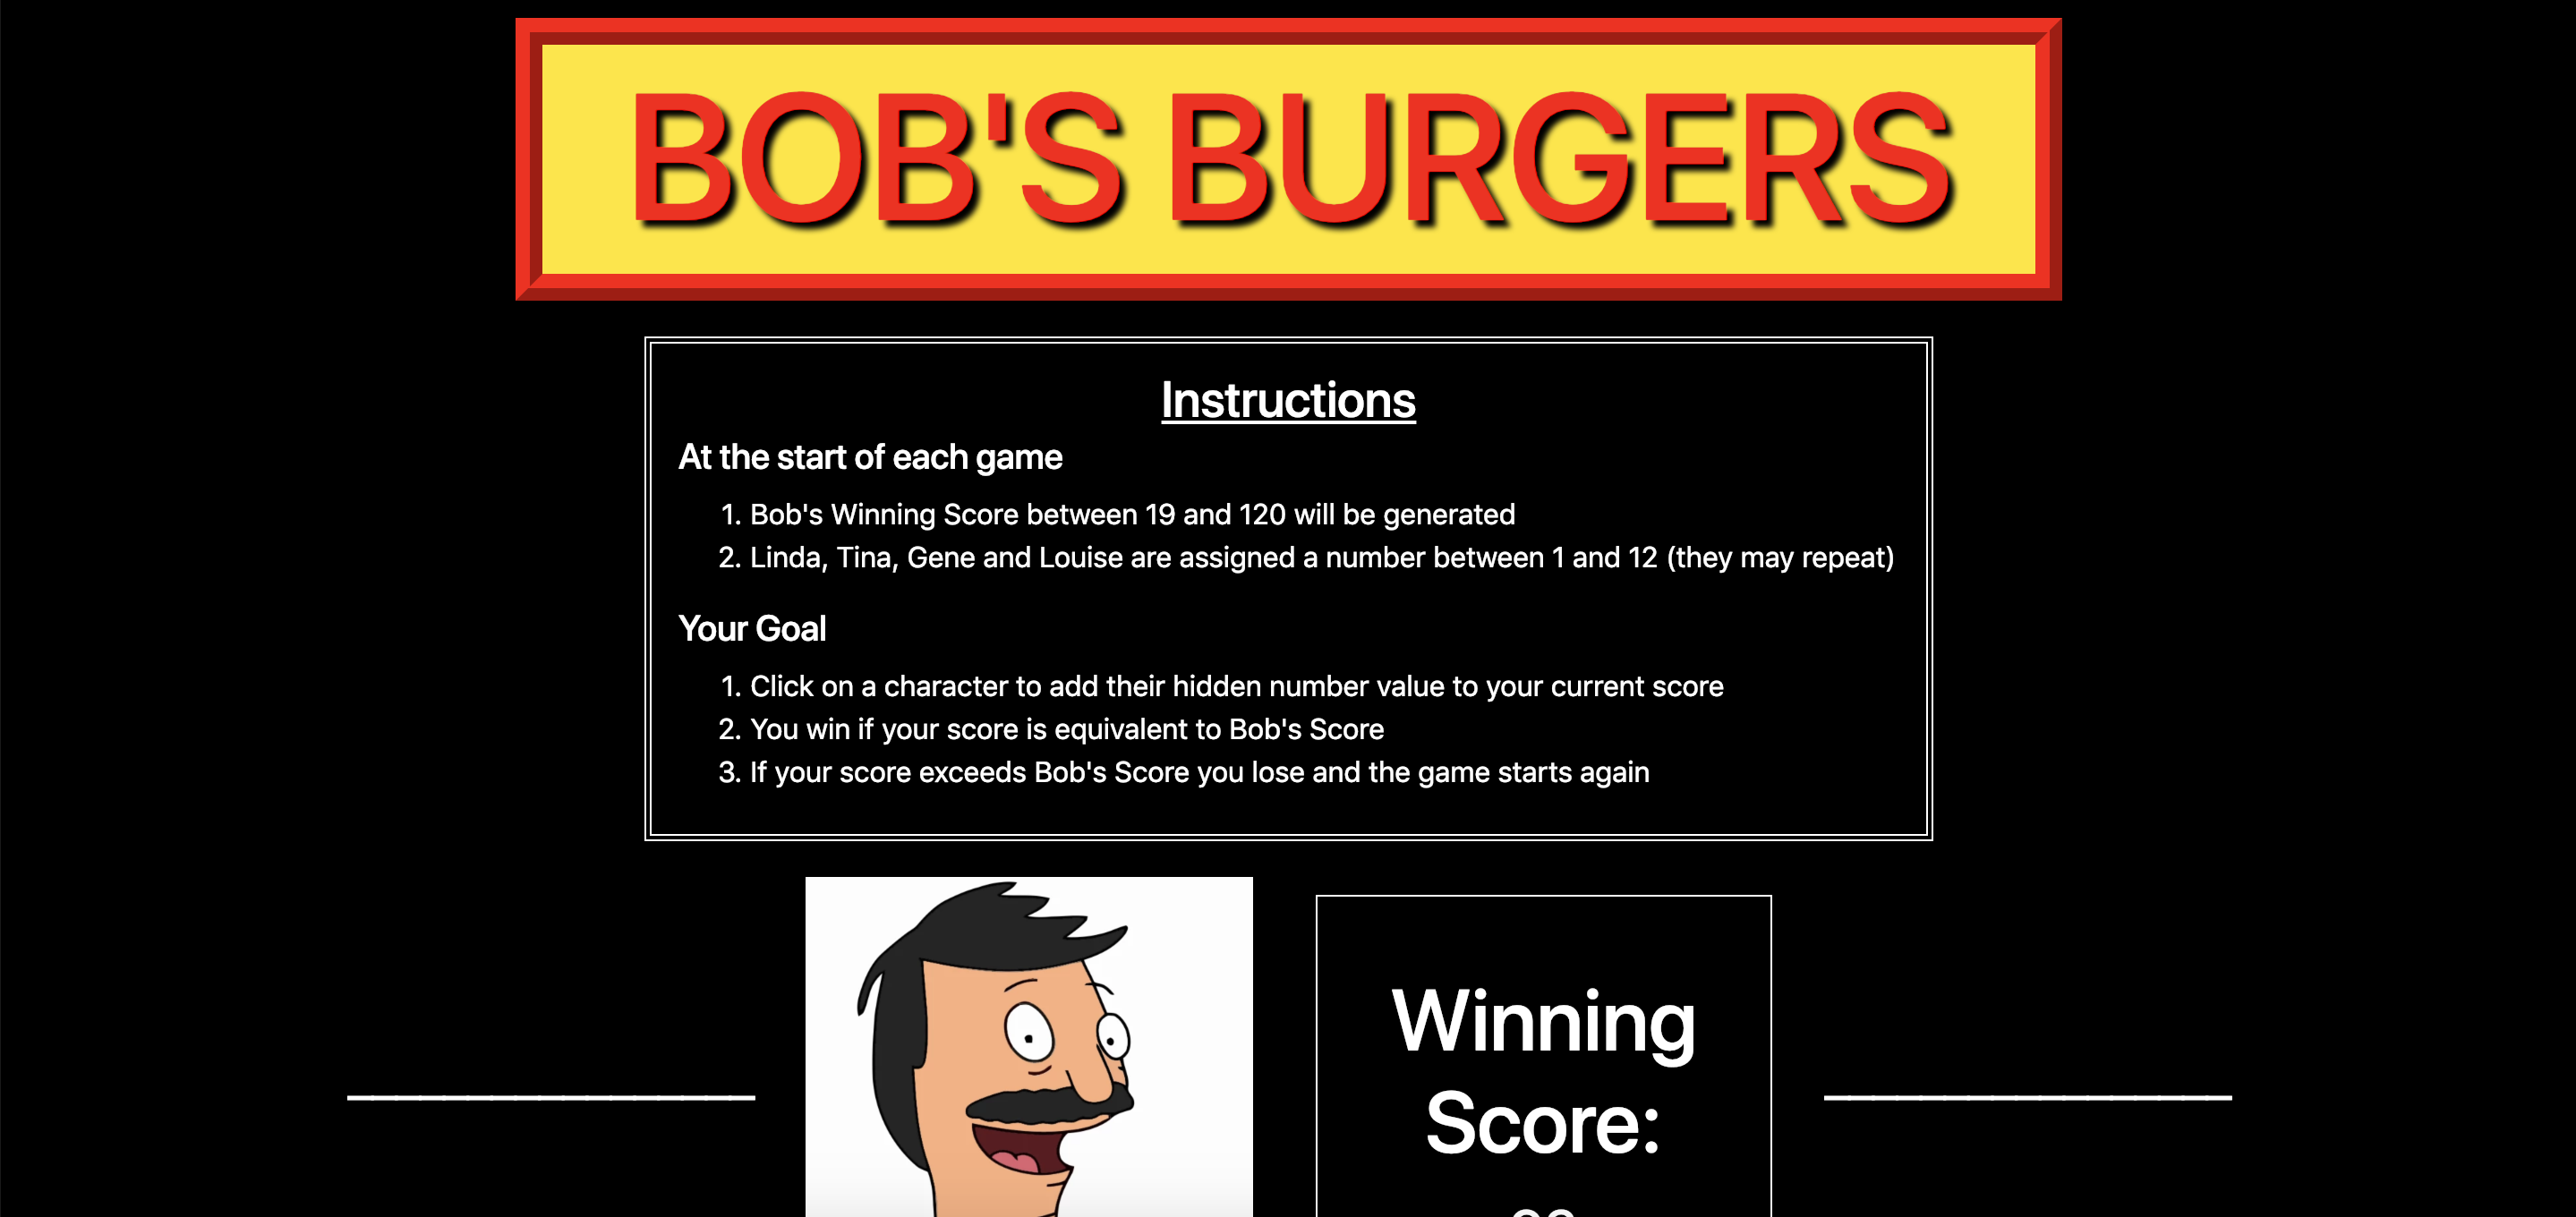 BOB'S BURGERS
Instructions
At the start of each game
1. Bob's Winning Score between 19 and 120 will be generated
2. Linda, Tina, Gene and Louise are assigned a number between 1 and 12 (they may repeat)
Your Goal
1. Click on a character to add their hidden number value to your current score
2. You win if your score is equivalent to Bob's Score
3. If your score exceeds Bob's Score you lose and the game starts again
Winning
Score: